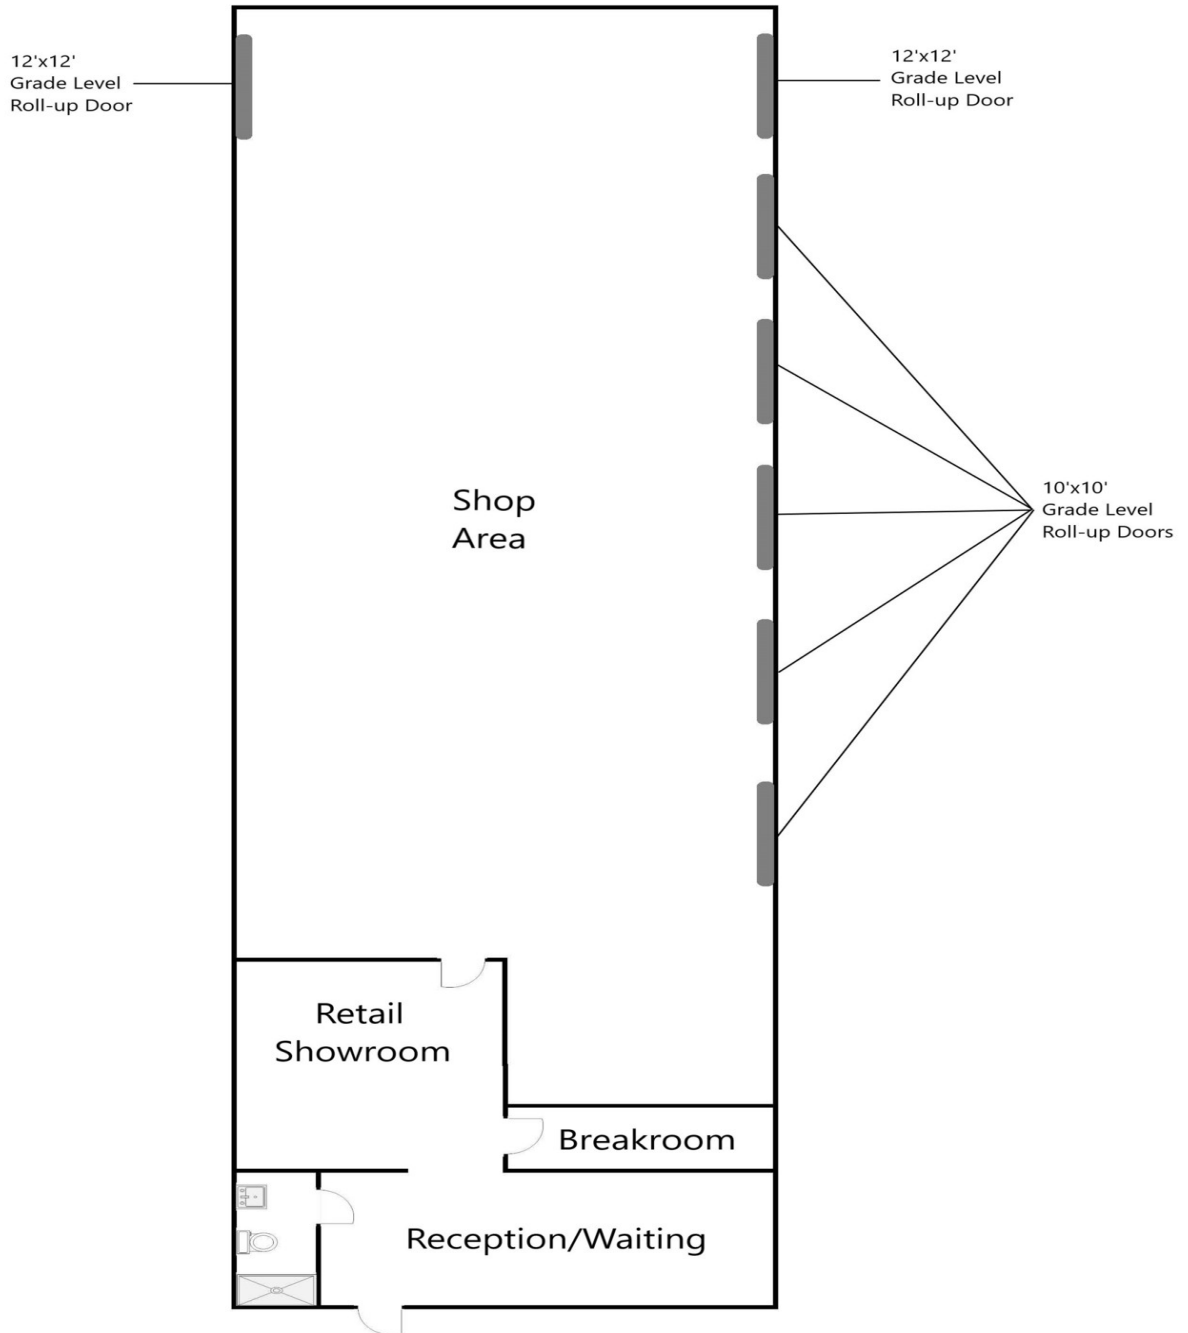 12'x12'
Grade Level
Roll-up Door
12'x12'
Grade Level
Roll-up Door
10'x10'
Grade Level
Roll-up Doors
Shop
Area
Retail
Showroom
Breakroom
Reception/Waiting